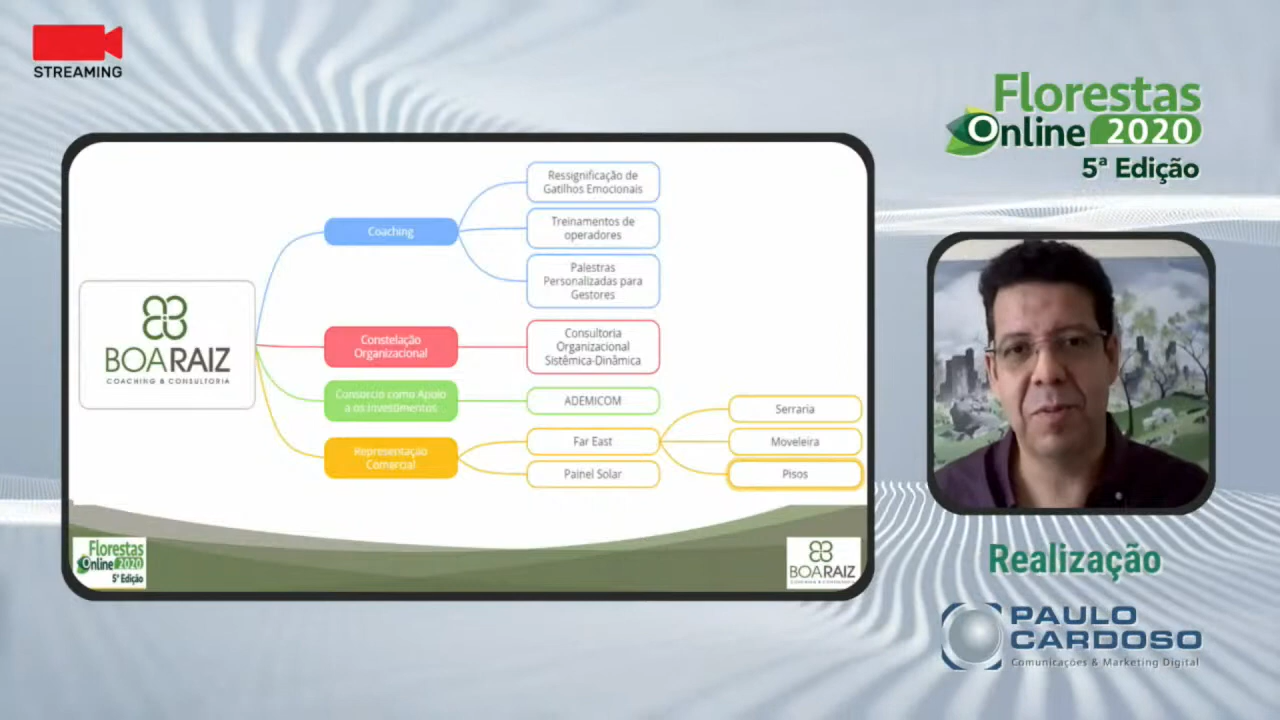 STREAMING
Florestas
Online 2020
5ª Edição
Ressignificação de
Gatilhos Emocionais
Coaching
Treinamentos de
operadores
Palestras
Personalizadas para
Gestores
BOARAIZ
COACHING & CONSULTORIA
Constelação
Organizacional
Consultoria
Organizacional
Sistêmica-Dinâmica
Consorcio como Apoio
a os Investimentos
ADEMICOM
Representação
Comercial
Far East
Painel Solar
Serraria
Moveleira
Pisos
Florestas
Online 2020
5ª Edição
BOARAIZ
COACHING & CONSULTORIA
Realização
PAULO
CARDOSO
Comunicações & Marketing Digital